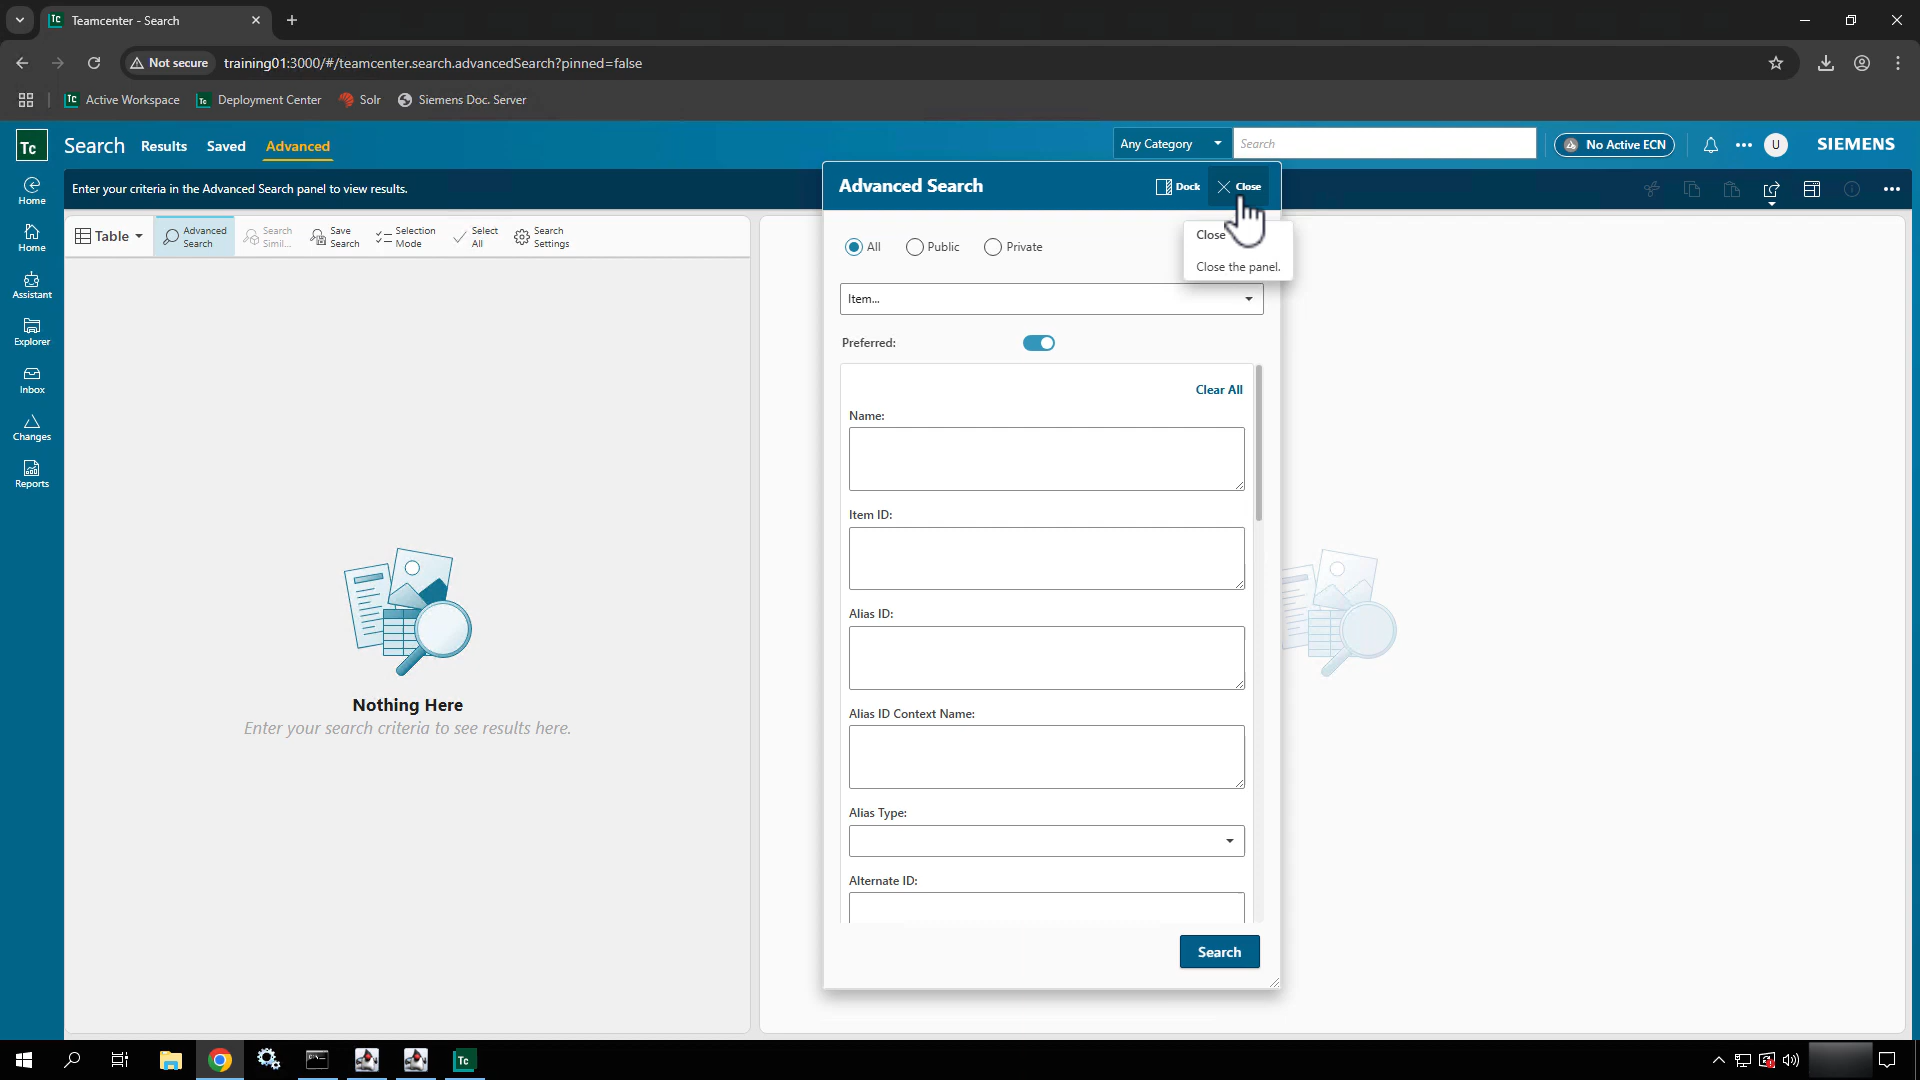 Tc Teamcenter - Search
Not secure training01:3000/#/teamcenter.search.advancedSearch?pinned=false
Tc Active Workspace Tc Deployment Center Solr Siemens Doc. Server
Tc Search Results Saved Advanced Any Category Search No Active ECN U SIEMENS
Enter your criteria in the Advanced Search panel to view results.
Home
Home
Assistant
Explorer
Inbox
Changes
Reports
Table
Advanced
Search
Search
Simil...
Save
Search
Selection
Mode
Select
All
Search
Settings
Nothing Here
Enter your search criteria to see results here.
Advanced Search Dock Close
Close
Close the panel.
All Public Private
Item...
Preferred:
Clear All
Name:
Item ID:
Alias ID:
Alias ID Context Name:
Alias Type:
Alternate ID:
Search
Tc